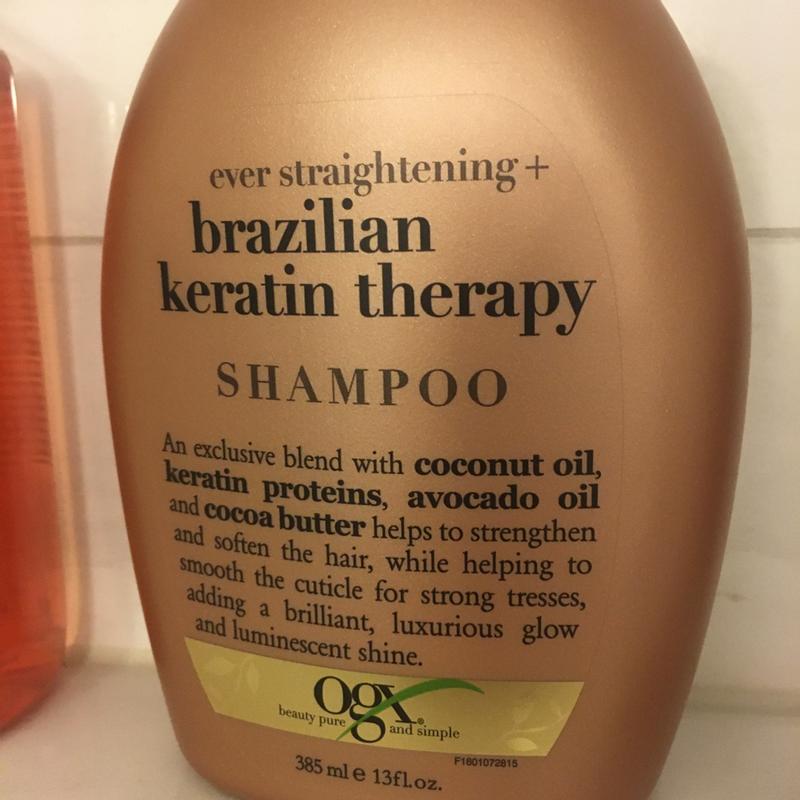 ever straightening+
brazilian
keratin therapy
SHAMPOO
An exclusive blend with coconut oil,
keratin proteins, avocado oil
and cocoa butter helps to strengthen
and soften the hair, while helping to
smooth the cuticle for strong tresses,
adding a brilliant, luxurious glow
and luminescent shine.
Ogx®
beauty pure and simple
F1801072815
385 ml e 13fl.oz.